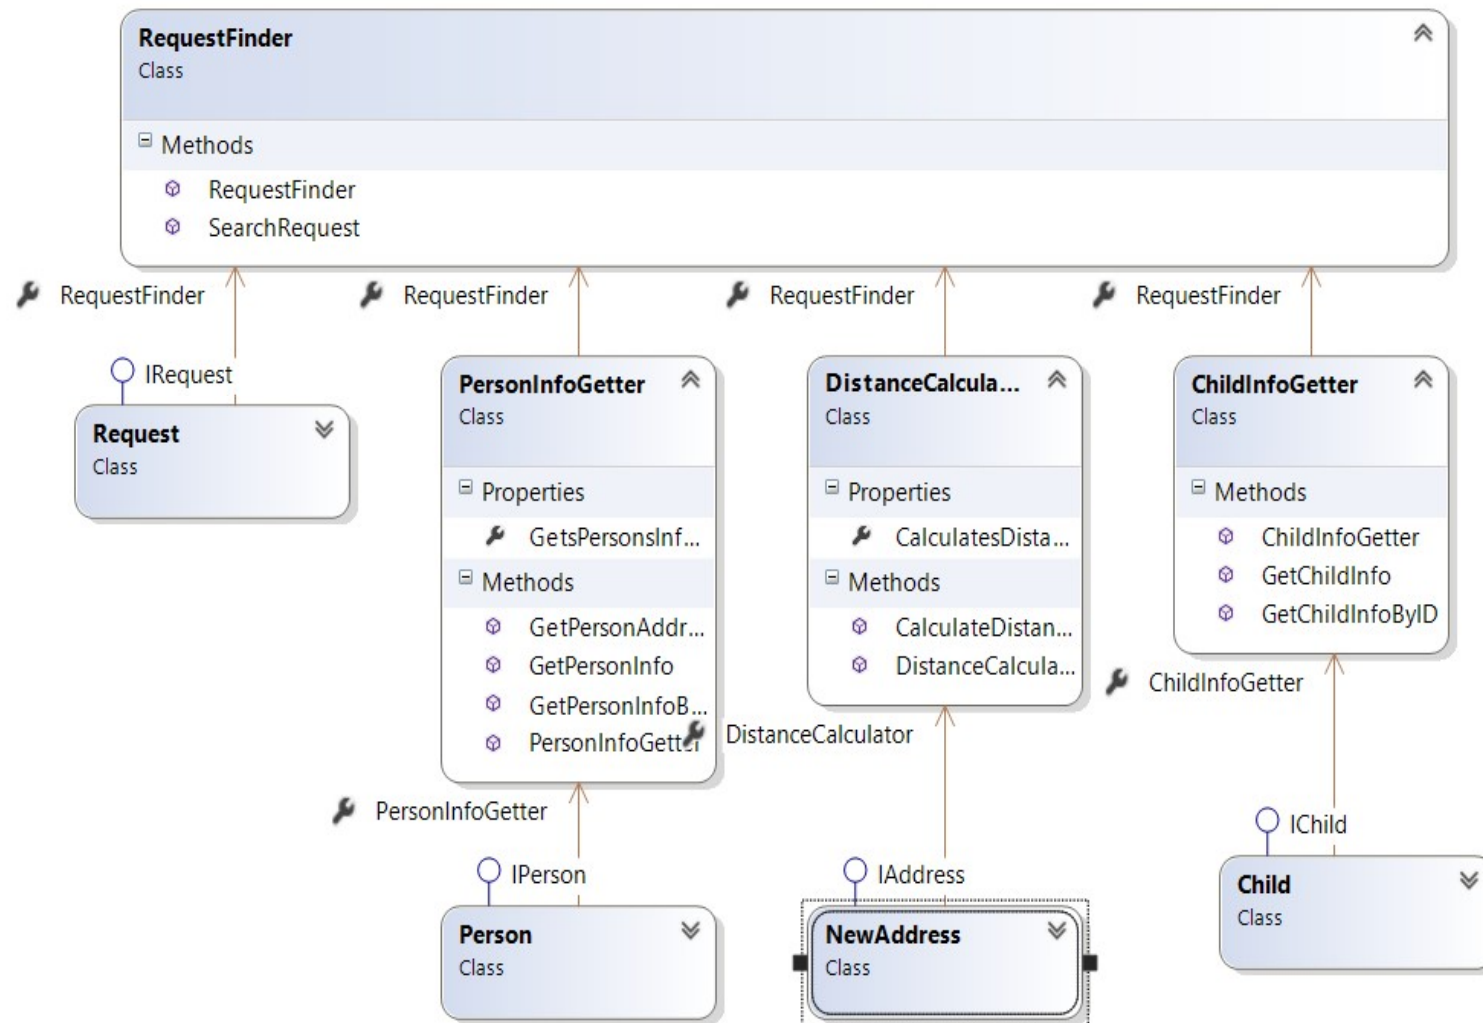 RequestFinder
Class
Methods
RequestFinder
SearchRequest
RequestFinder
RequestFinder
RequestFinder
RequestFinder
IRequest
Request
Class
PersonInfoGetter
Class
Properties
GetsPersonsInf...
Methods
GetPersonAddr...
GetPersonInfo
GetPersonInfoB...
PersonInfoGetter
DistanceCalcula...
Class
Properties
CalculatesDista...
Methods
CalculateDistan...
DistanceCalcula...
ChildInfoGetter
Class
Methods
ChildInfoGetter
GetChildInfo
GetChildInfoByID
ChildInfoGetter
DistanceCalculator
PersonInfoGetter
IPerson
Person
Class
IAddress
NewAddress
Class
IChild
Child
Class